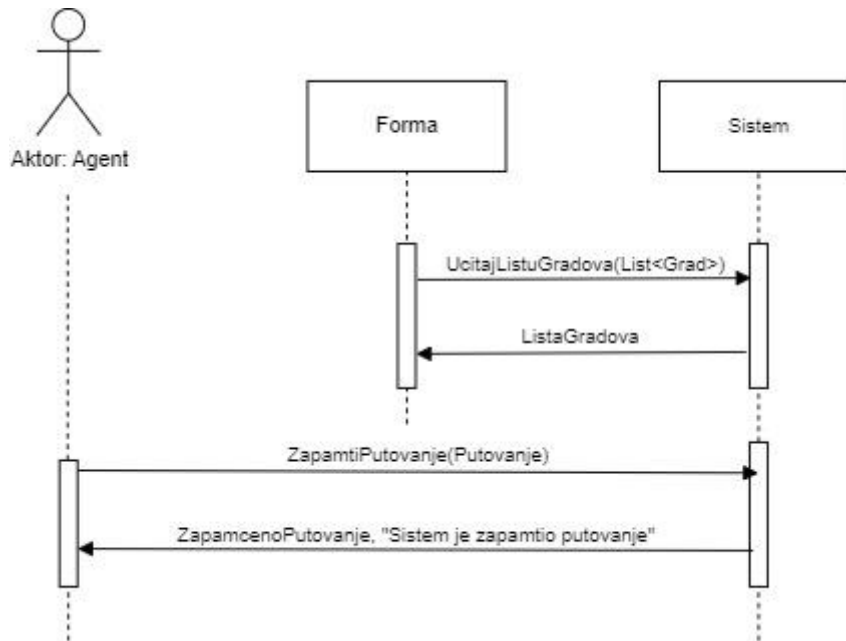 Aktor: Agent
Forma
Sistem
UcitajListuGradova(List<Grad>)
ListaGradova
ZapamtiPutovanje(Putovanje)
ZapamcenoPutovanje, "Sistem je zapamtio putovanje"